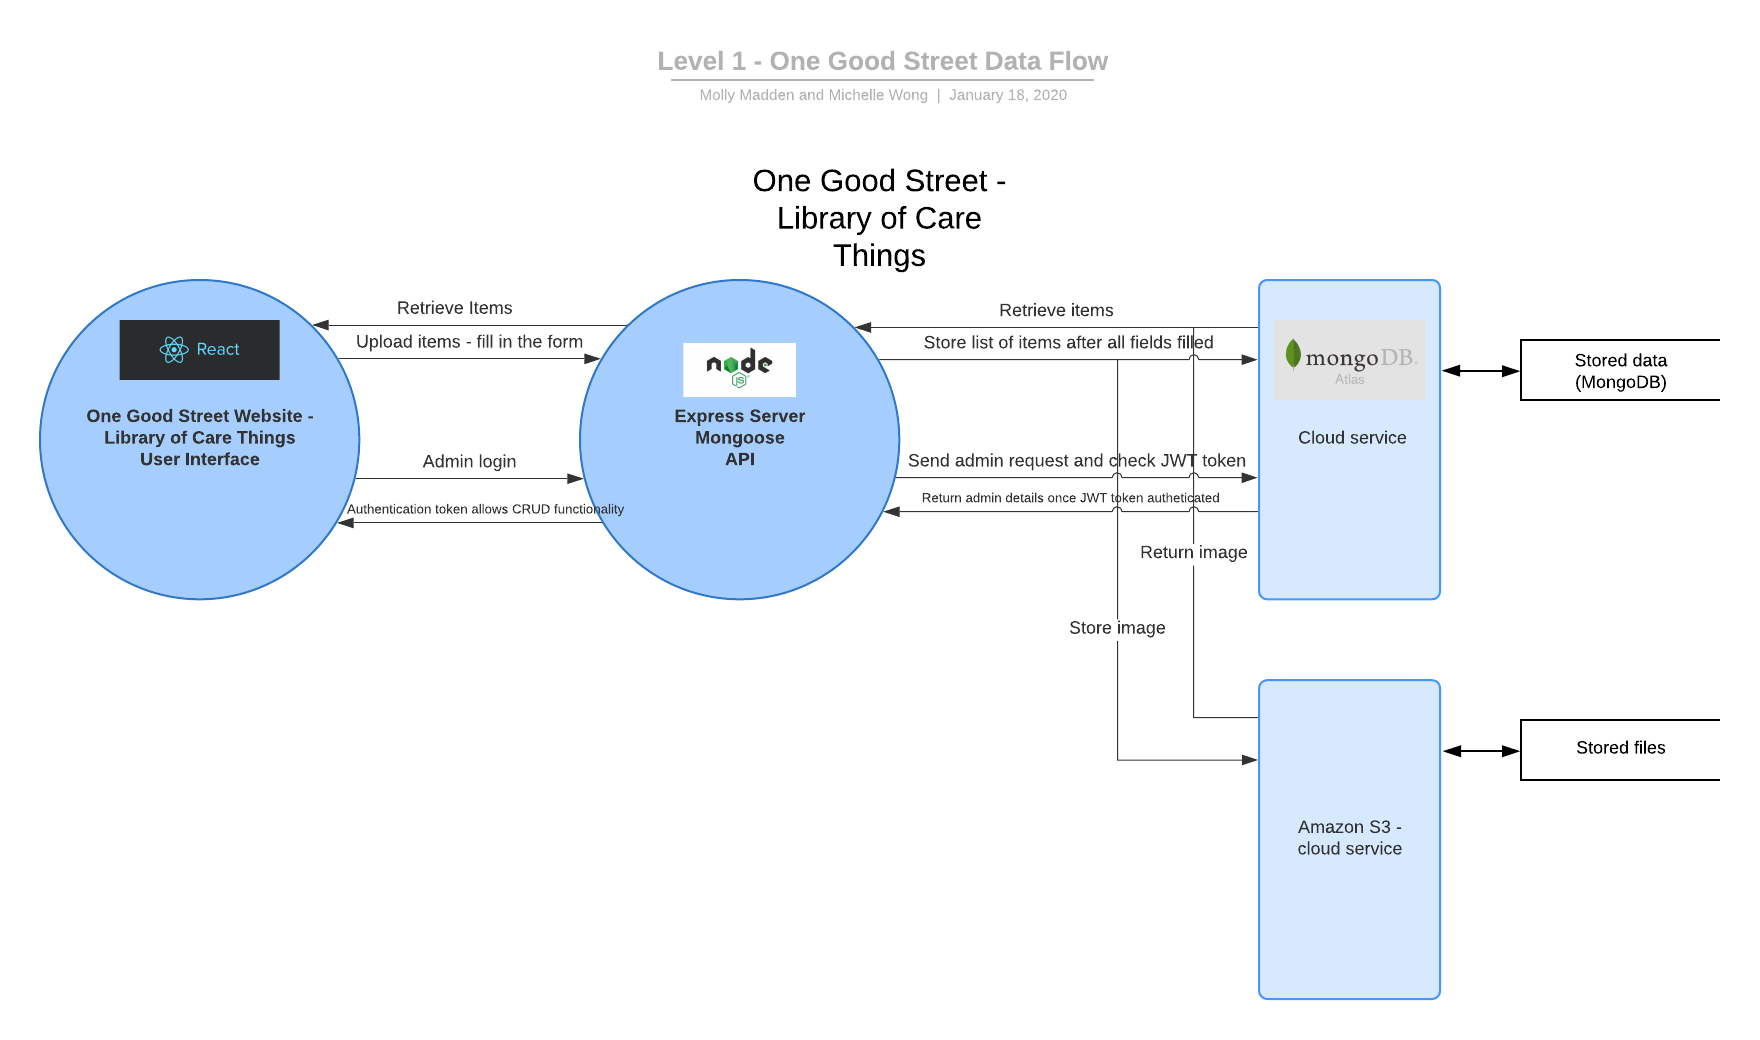 Level 1 - One Good Street Data Flow
Molly Madden and Michelle Wong | January 18, 2020
One Good Street -
Library of Care
Things
Retrieve Items
Upload items - fill in the form
React
One Good Street Website -
Library of Care Things
User Interface
Admin login
Authentication token allows CRUD functionality
node
JS
Express Server
Mongoose
API
Retrieve items
Store list of items after all fields filled
Send admin request and check JWT token
Return admin details once JWT token autheticated
Return image
Store image
mongoDB.
Atlas
Cloud service
Stored data
(MongoDB)
Amazon S3 -
cloud service
Stored files